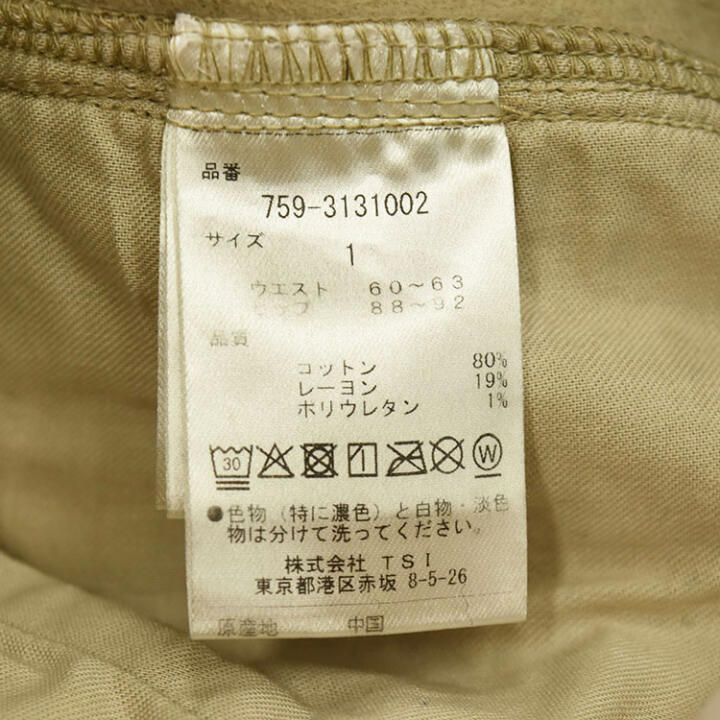 品番
759-3131002
サイズ
1
ウエスト 60～63
ヒップ 88～92
品質
コットン 80%
レーヨン 19%
ポリウレタン 1%
30 1 W
●色物（特に濃色）と白物・淡色
物は分けて洗ってください。
株式会社 TSI
東京都港区赤坂 8-5-26
原産地 中国